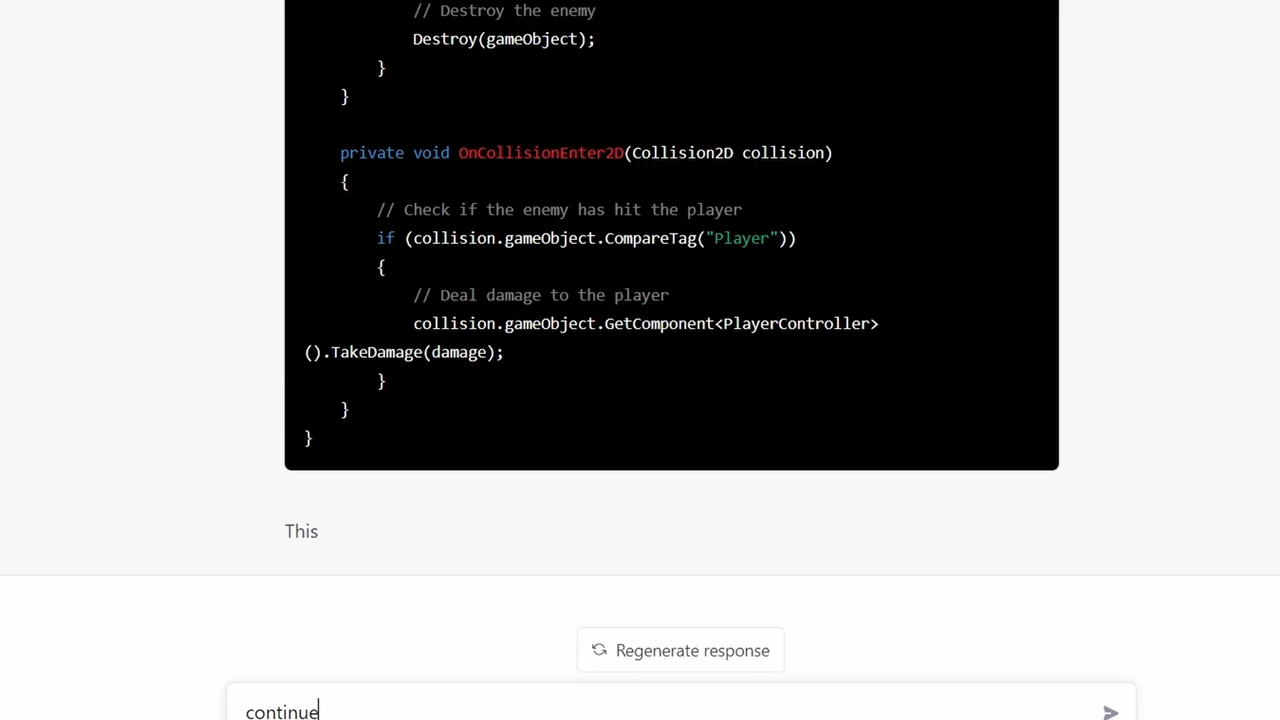 // Destroy the enemy
Destroy(gameObject);
}
}
private void OnCollisionEnter2D(Collision2D collision)
{
// Check if the enemy has hit the player
if (collision.gameObject.CompareTag("Player"))
{
// Deal damage to the player
collision.gameObject.GetComponent<PlayerController>
().TakeDamage(damage);
}
}
}
This
Regenerate response
continue